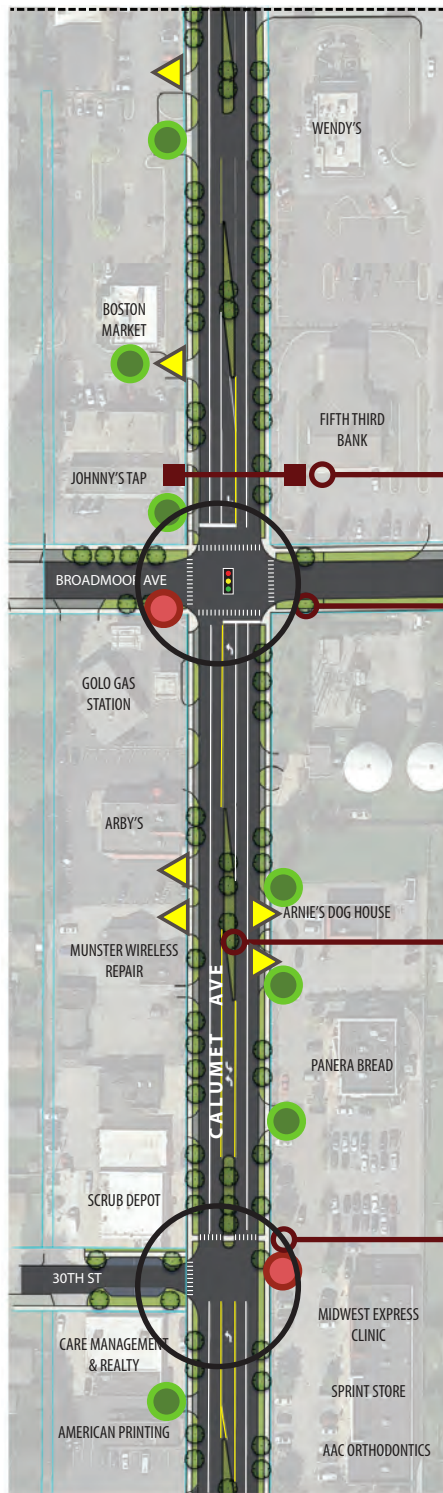 WENDY'S
BOSTON
MARKET
FIFTH THIRD
BANK
JOHNNY'S TAP
BROADMOOR AVE
GOLO GAS
STATION
ARBY'S
ARNIE'S DOG HOUSE
MUNSTER WIRELESS
REPAIR
CALUMET AVE
PANERA BREAD
SCRUB DEPOT
30TH ST
MIDWEST EXPRESS
CLINIC
CARE MANAGEMENT
& REALTY
SPRINT STORE
AMERICAN PRINTING
AAC ORTHODONTICS